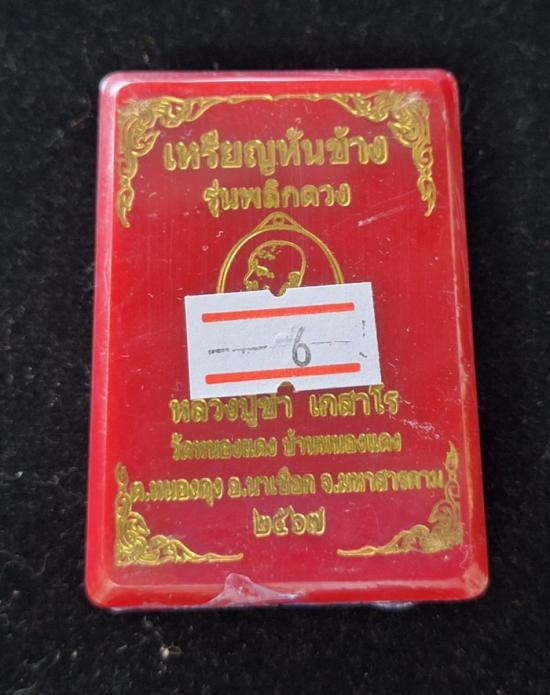 เหรียญหันข้าง
รุ่นพลิกดวง
6
หลวงปู่ขำ เกสาโร
วัดหนองแดง บ้านหนองแดง
ต.หนองกุง อ.นาเชือก จ.มหาสารคาม
๒๕๖๗